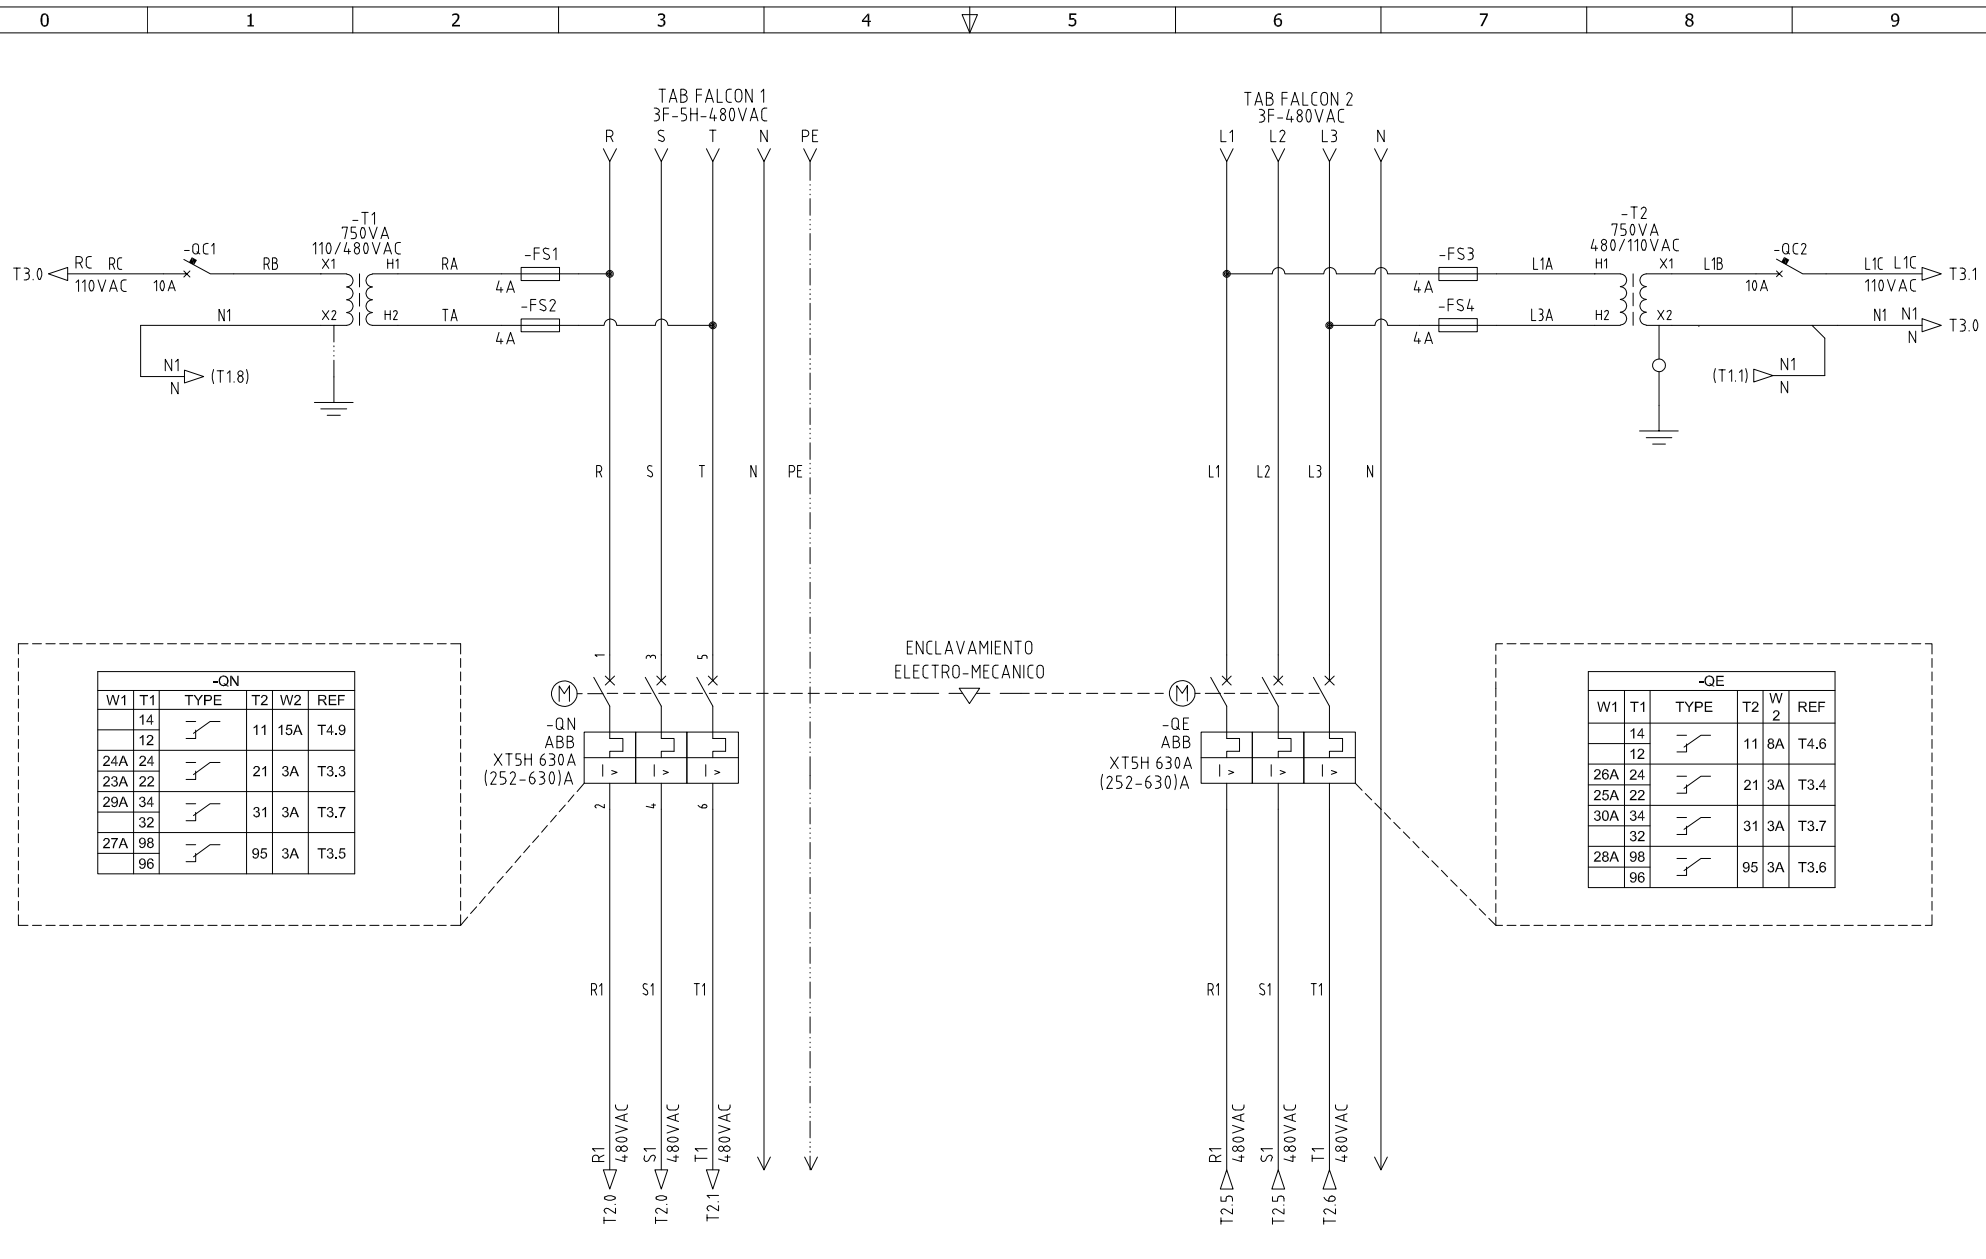 0 1 2 3 4 5 6 7 8 9
TAB FALCON 1
3F-5H-480VAC
R S T N PE
TAB FALCON 2
3F-480VAC
L1 L2 L3 N
-T1
750VA
110/480VAC
-QC1
-FS1
T3.0 RC RC RB X1 H1 RA
110VAC 10A 4A
-FS2
N1 X2 H2 TA
4A
N1 (T1.8)
N
-T2
750VA
480/110VAC
-FS3 -QC2
L1A H1 X1 L1B L1C L1C T3.1
4A 10A 110VAC
-FS4
L3A H2 X2 N1 N1 T3.0
4A N
(T1.1) N1
N
R S T N PE
L1 L2 L3 N
1 3 5
ENCLAVAMIENTO
ELECTRO-MECANICO
M
-QN
ABB
XT5H 630A
(252-630)A
I > I > I >
2 4 6
M
-QE
ABB
XT5H 630A
(252-630)A
I > I > I >
-QN
W1 T1 TYPE T2 W2 REF
14 11 15A T4.9
12
24A 24 21 3A T3.3
23A 22
29A 34 31 3A T3.7
32
27A 98 95 3A T3.5
96
-QE
W1 T1 TYPE T2 W REF
2
14 11 8A T4.6
12
26A 24 21 3A T3.4
25A 22
30A 34 31 3A T3.7
32
28A 98 95 3A T3.6
96
R1 S1 T1
R1 S1 T1
R1 480VAC
S1 480VAC
T1 480VAC
T2.0 T2.0 T2.1
R1 480VAC
S1 480VAC
T1 480VAC
T2.5 T2.5 T2.6